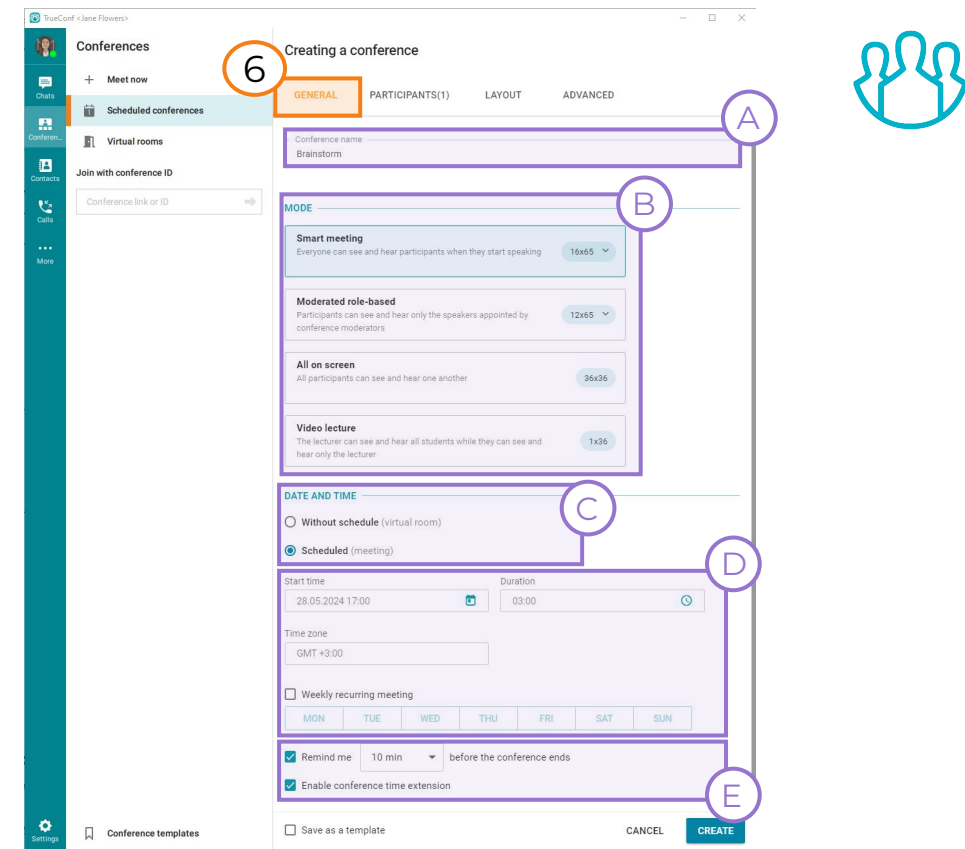 TrueConf <Jane Flowers>
Conferences
Creating a conference
6
Meet now
Chats
GENERAL PARTICIPANTS(1) LAYOUT ADVANCED
Scheduled conferences
A
Conferen...
Virtual rooms
Conference name
Brainstorm
Contacts
Join with conference ID
Conference link or ID
Calls
MODE
B
More
Smart meeting
Everyone can see and hear participants when they start speaking
16x65
Moderated role-based
Participants can see and hear only the speakers appointed by
conference moderators
12x65
All on screen
All participants can see and hear one another
36x36
Video lecture
The lecturer can see and hear all students while they can see and
hear only the lecturer
1x36
DATE AND TIME
C
Without schedule (virtual room)
Scheduled (meeting)
D
Start time Duration
28.05.2024 17:00 03:00
Time zone
GMT +3:00
Weekly recurring meeting
MON TUE WED THU FRI SAT SUN
Remind me 10 min before the conference ends
Enable conference time extension
E
Settings
Conference templates
Save as a template
CANCEL CREATE